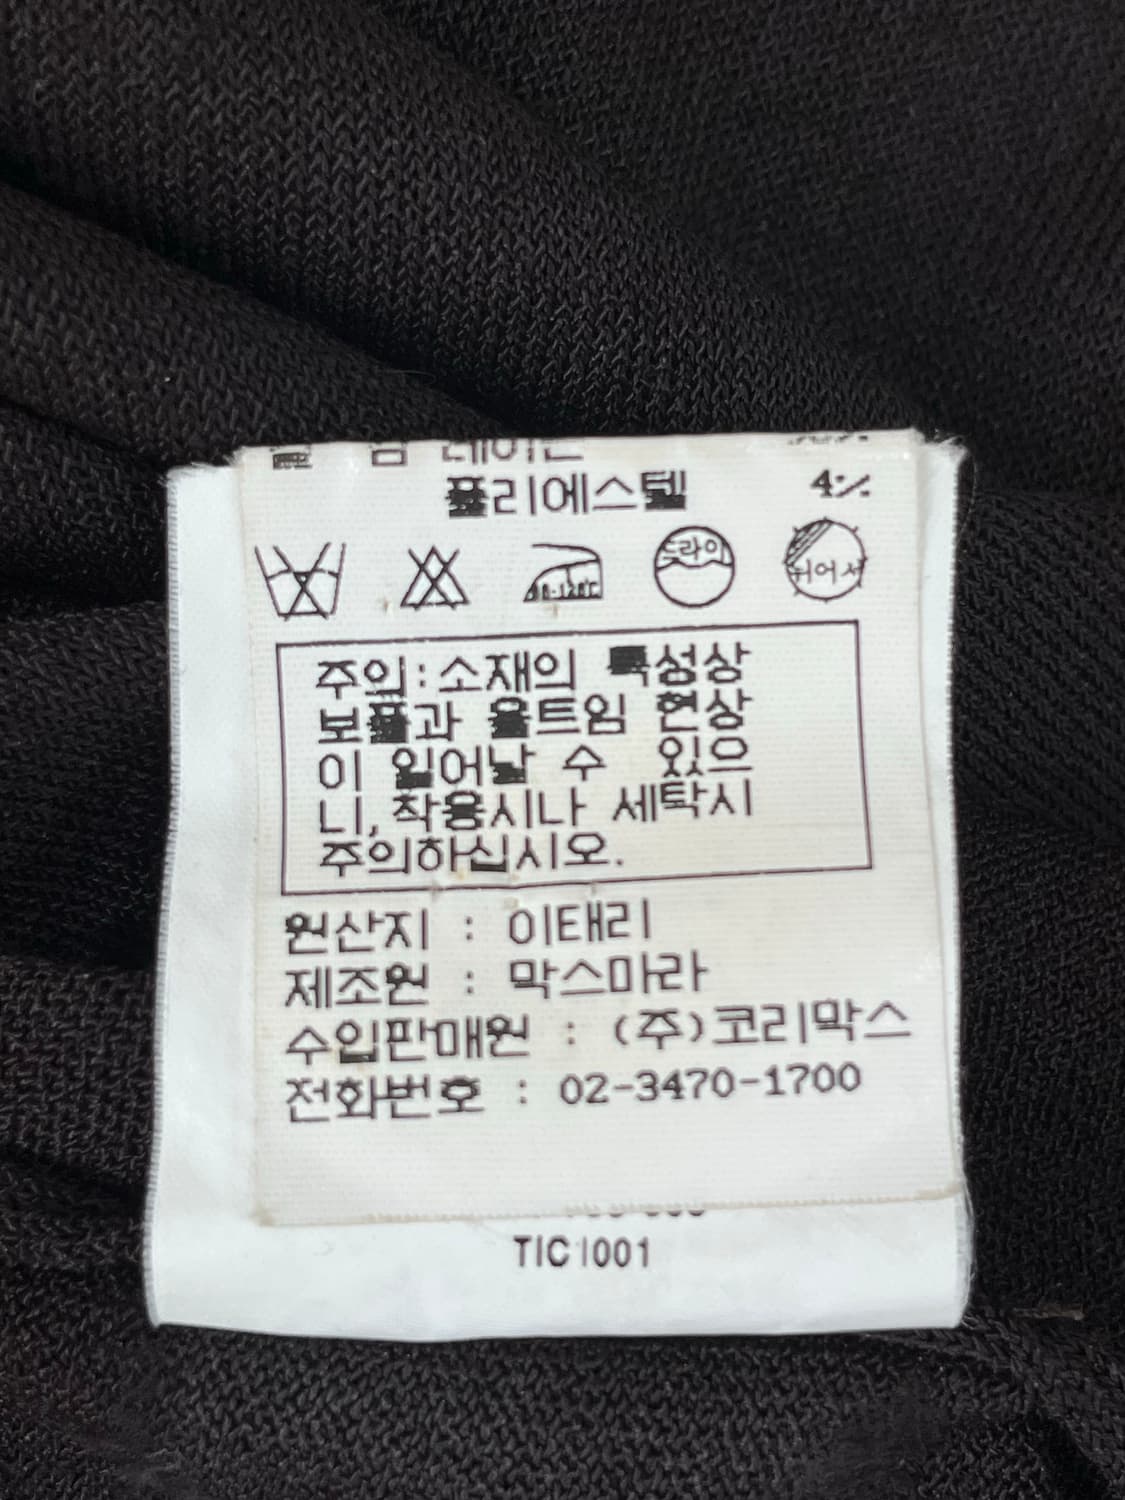 폴리에스텔 4%
80-120℃ 드라이 뉘어서
주의:소재의 특성상
보풀과 올트임 현상
이 일어날 수 있으
니,착용시나 세탁시
주의하십시오.
원산지 : 이태리
제조원 : 막스마라
수입판매원 : (주)코리막스
전화번호 : 02-3470-1700
TIC 1001